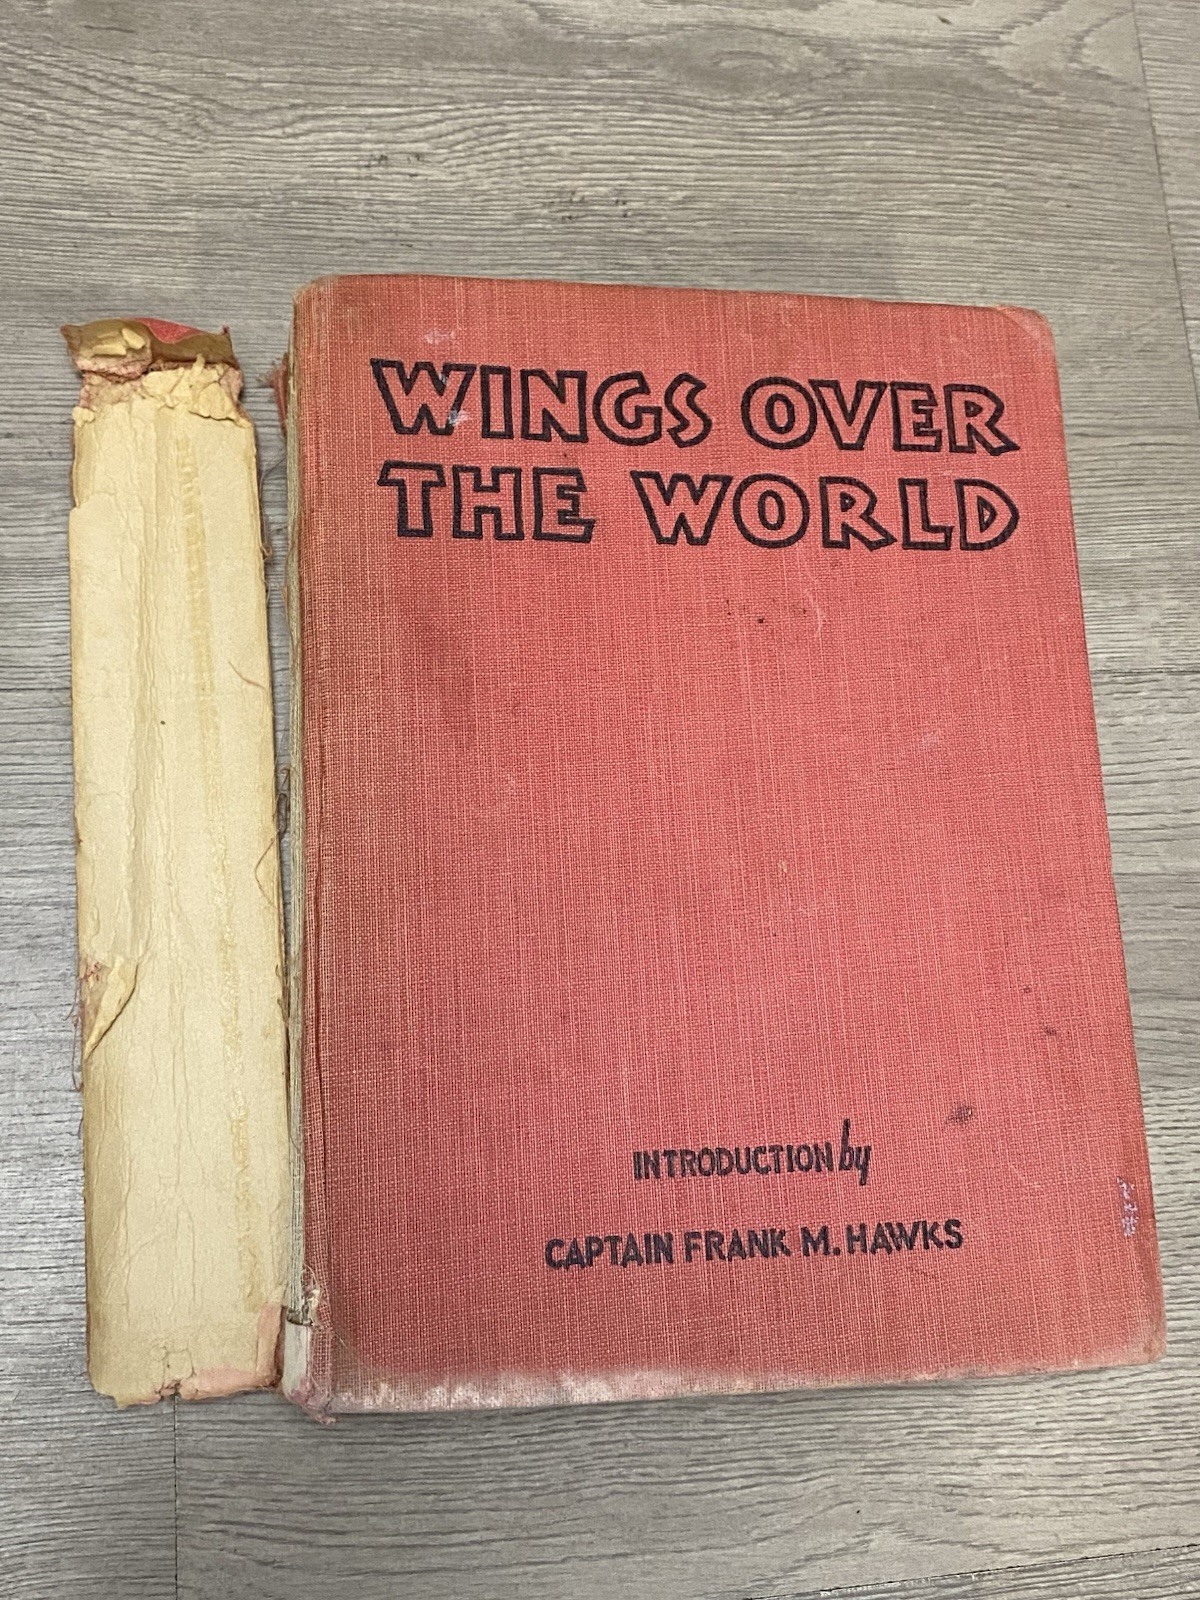 WINGS OVER
THE WORLD
INTRODUCTION by
CAPTAIN FRANK M. HAWKS